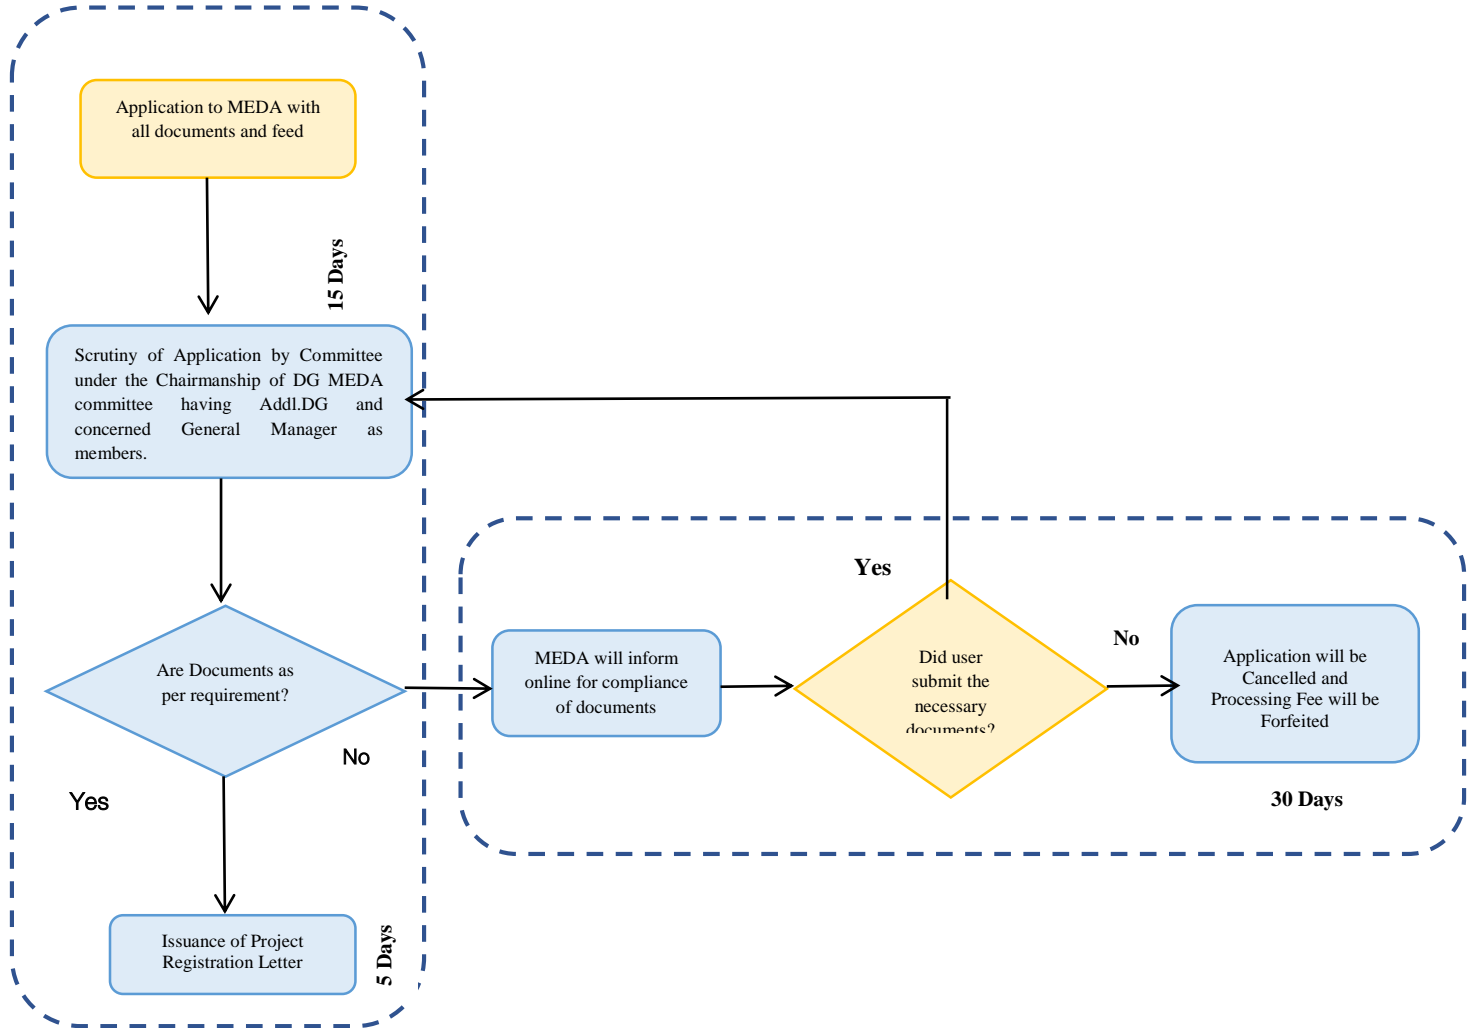 Application to MEDA with
all documents and feed
15 Days
Scrutiny of Application by Committee
under the Chairmanship of DG MEDA
committee having Addl.DG and
concerned General Manager as
members.
Are Documents as
per requirement?
No
Yes
Issuance of Project
Registration Letter
5 Days
MEDA will inform
online for compliance
of documents
Yes
Did user
submit the
necessary
documents?
No
Application will be
Cancelled and
Processing Fee will be
Forfeited
30 Days